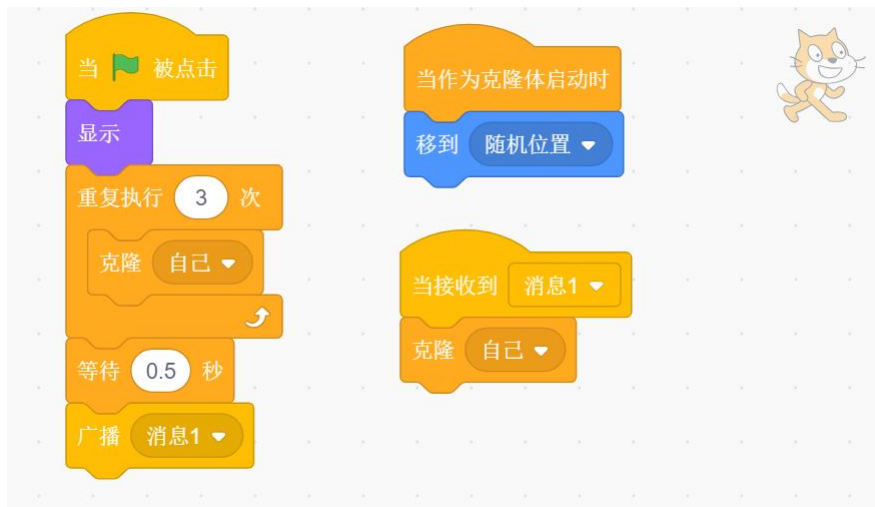 当 被点击
显示
重复执行 3 次
克隆 自己
等待 0.5 秒
广播 消息1
当作为克隆体启动时
移到 随机位置
当接收到 消息1
克隆 自己